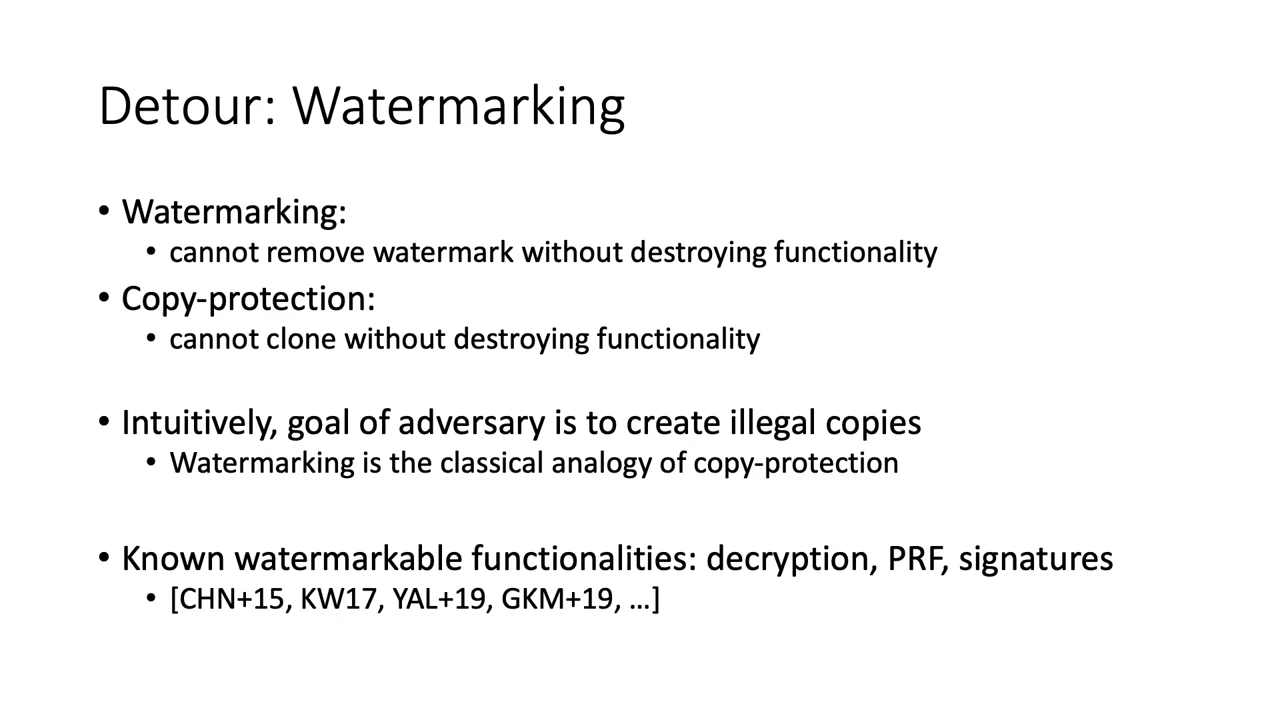 Detour: Watermarking
• Watermarking:
• cannot remove watermark without destroying functionality
• Copy-protection:
• cannot clone without destroying functionality
• Intuitively, goal of adversary is to create illegal copies
• Watermarking is the classical analogy of copy-protection
• Known watermarkable functionalities: decryption, PRF, signatures
• [CHN+15, KW17, YAL+19, GKM+19, …]